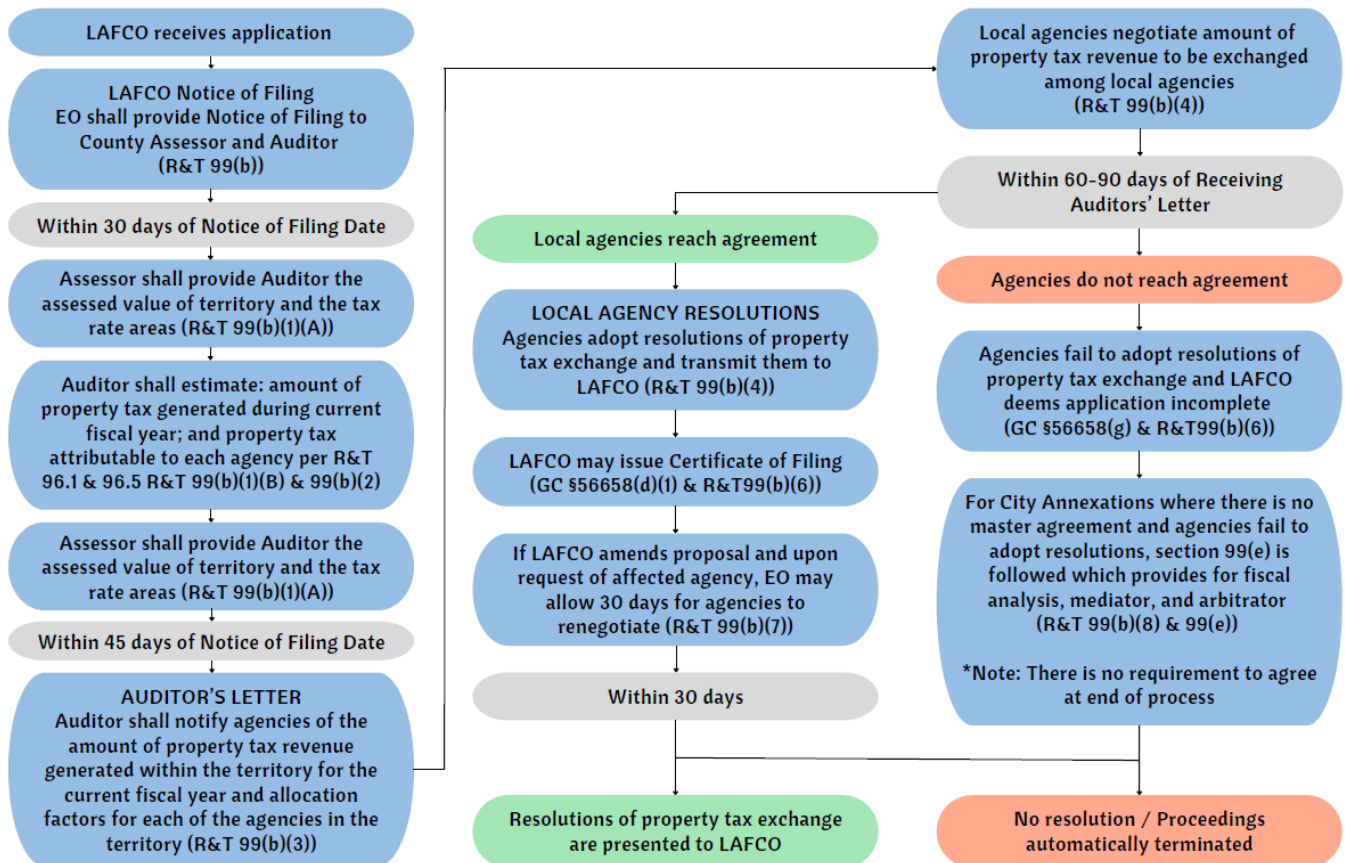 LAFCO receives application
LAFCO Notice of Filing
EO shall provide Notice of Filing to
County Assessor and Auditor
(R&T 99(b))
Within 30 days of Notice of Filing Date
Assessor shall provide Auditor the
assessed value of territory and the tax
rate areas (R&T 99(b)(1)(A))
Auditor shall estimate: amount of
property tax generated during current
fiscal year; and property tax
attributable to each agency per R&T
96.1 & 96.5 R&T 99(b)(1)(B) & 99(b)(2)
Assessor shall provide Auditor the
assessed value of territory and the tax
rate areas (R&T 99(b)(1)(A))
Within 45 days of Notice of Filing Date
AUDITOR'S LETTER
Auditor shall notify agencies of the
amount of property tax revenue
generated within the territory for the
current fiscal year and allocation
factors for each of the agencies in the
territory (R&T 99(b)(3))
Local agencies negotiate amount of
property tax revenue to be exchanged
among local agencies
(R&T 99(b)(4))
Within 60-90 days of Receiving
Auditors' Letter
Local agencies reach agreement
LOCAL AGENCY RESOLUTIONS
Agencies adopt resolutions of property
tax exchange and transmit them to
LAFCO (R&T 99(b)(4))
LAFCO may issue Certificate of Filing
(GC §56658(d)(1) & R&T99(b)(6))
If LAFCO amends proposal and upon
request of affected agency, EO may
allow 30 days for agencies to
renegotiate (R&T 99(b)(7))
Within 30 days
Resolutions of property tax exchange
are presented to LAFCO
Agencies do not reach agreement
Agencies fail to adopt resolutions of
property tax exchange and LAFCO
deems application incomplete
(GC §56658(g) & R&T99(b)(6))
For City Annexations where there is no
master agreement and agencies fail to
adopt resolutions, section 99(e) is
followed which provides for fiscal
analysis, mediator, and arbitrator
(R&T 99(b)(8) & 99(e))
*Note: There is no requirement to agree
at end of process
No resolution / Proceedings
automatically terminated